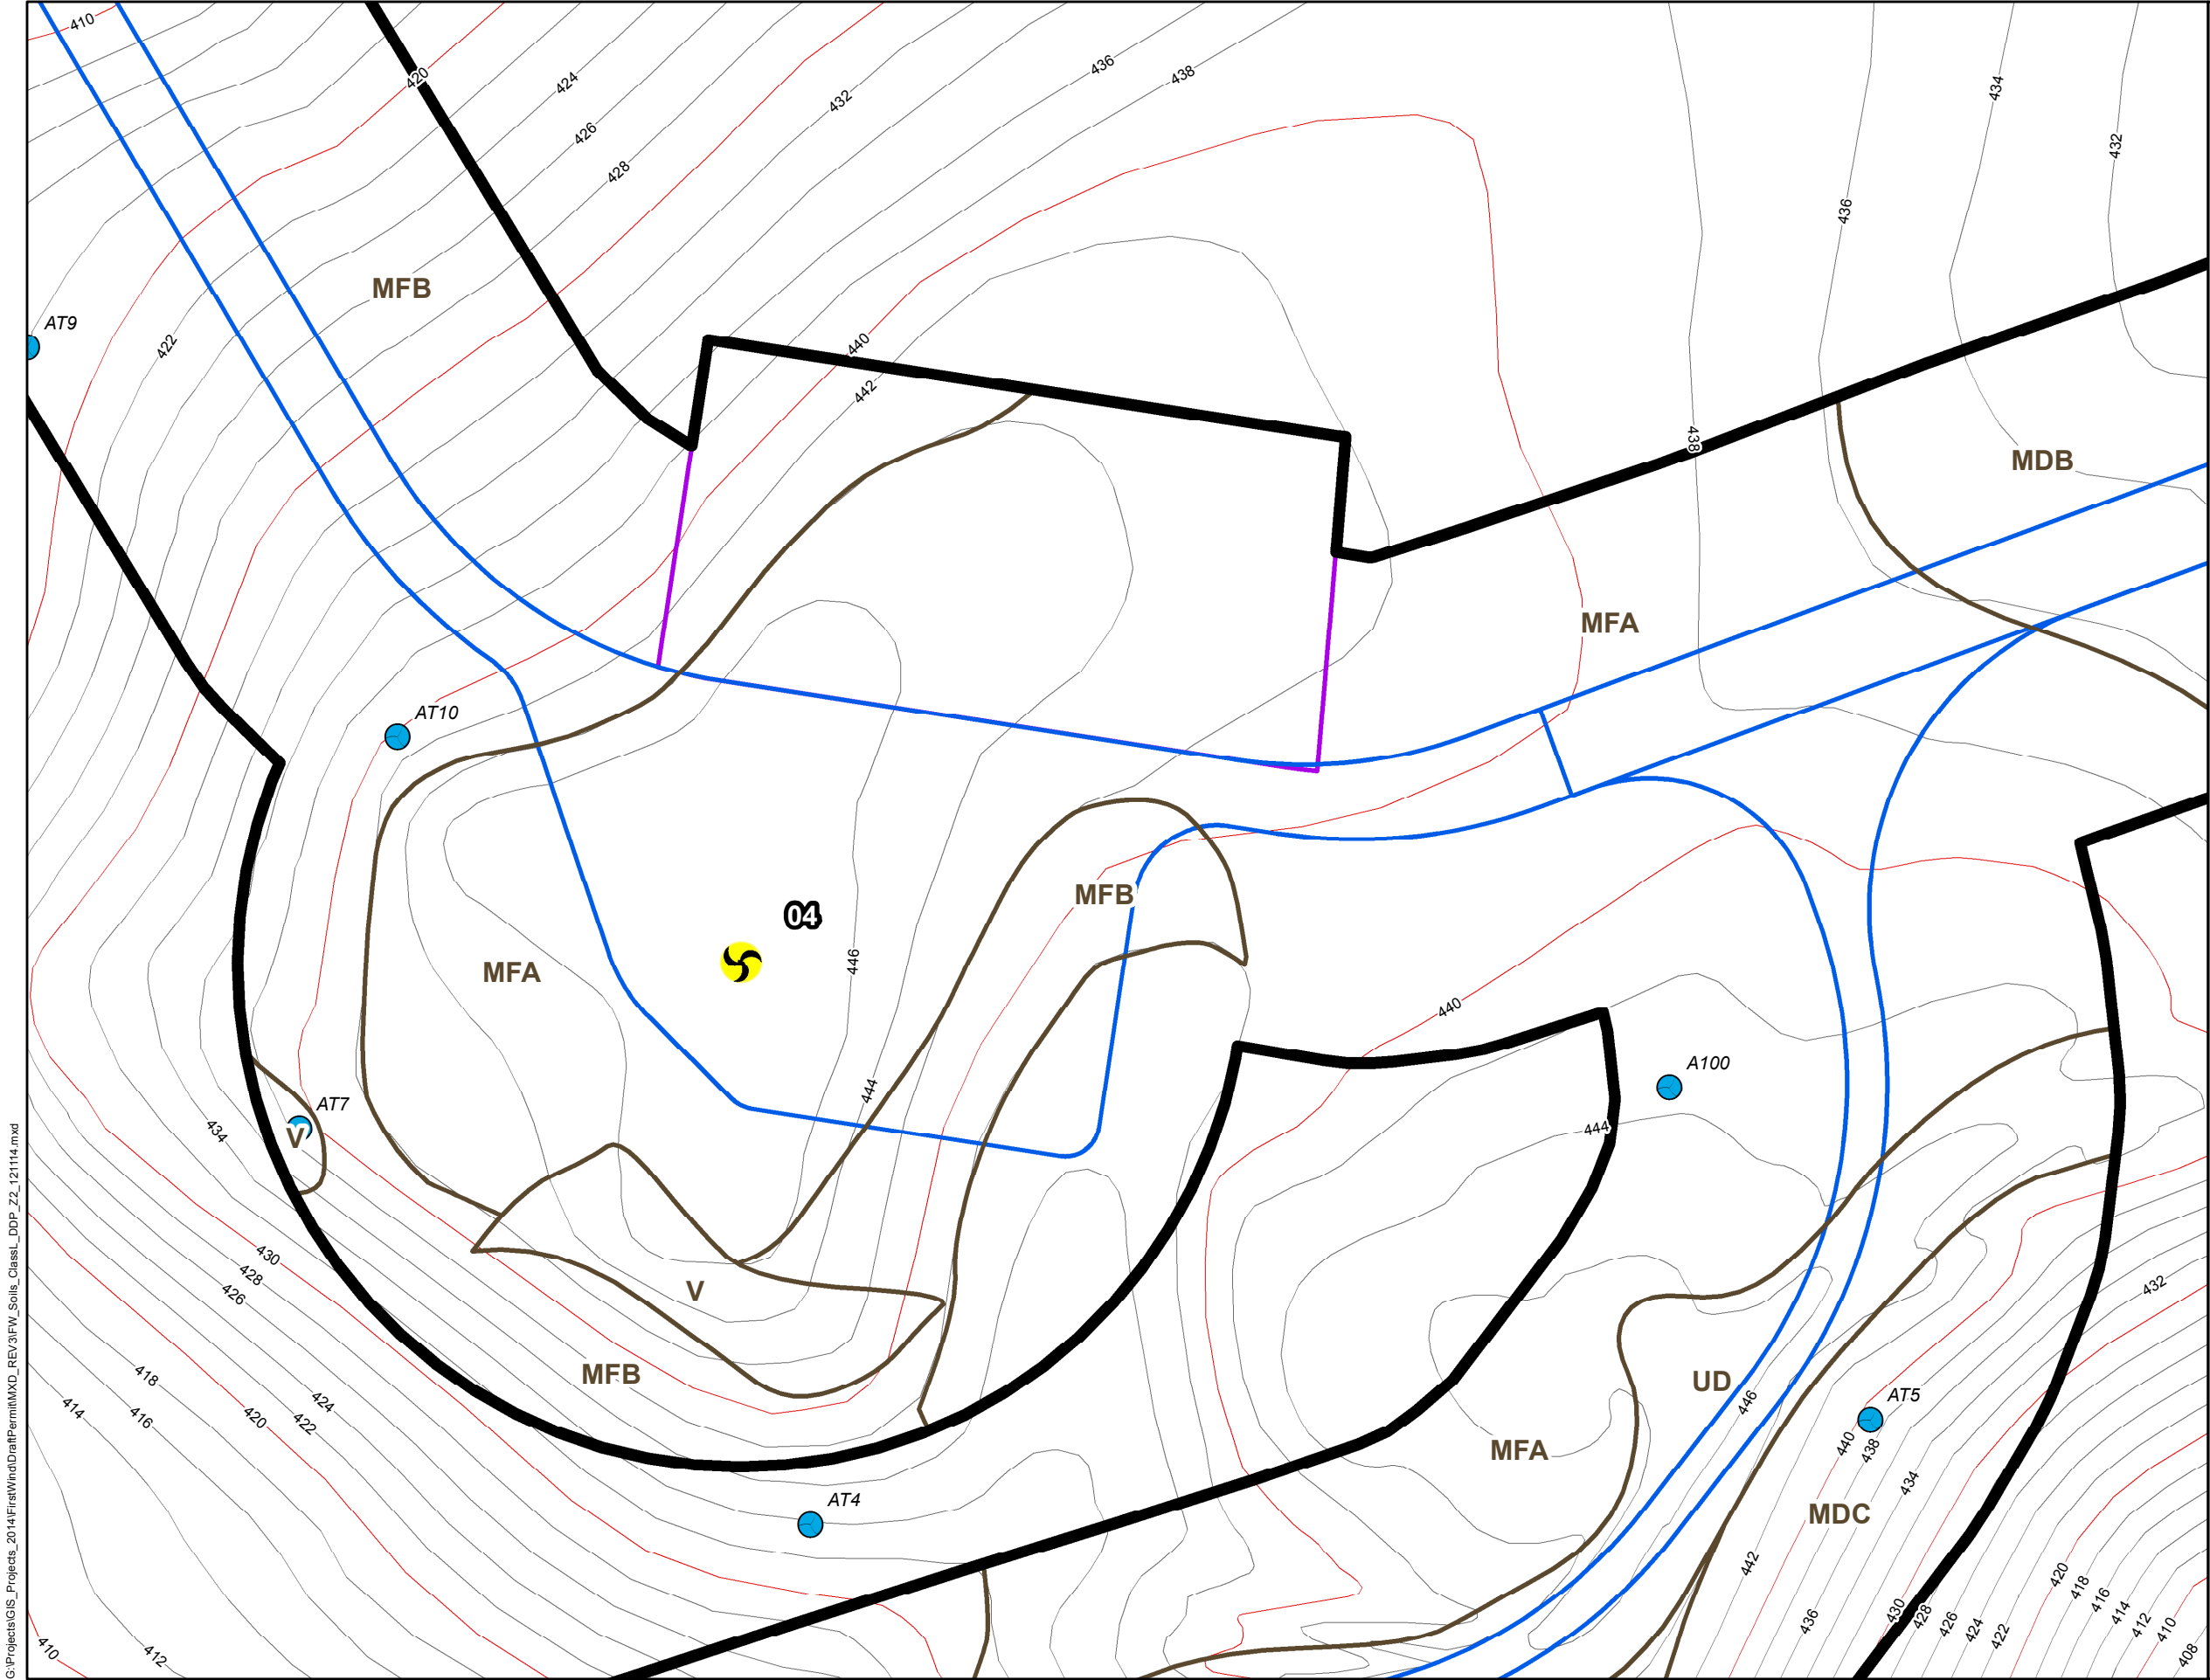 410
420
424
426
428
432
436
438
434
432
436
MFB
AT9
422
440
442
438
MDB
MFA
AT10
MFB
04
MFA
446
440
A100
444
444
AT7
V
434
430
428
426
V
432
MFB
418
414
416
420
422
424
UD
446
AT5
440
438
MFA
434
MDC
AT4
442
436
430
428
426
424
422
420
418
416
414
412
410
408
410
412
G:\Projects\GIS_Projects_2014\FirstWind\DraftPermit\MXD_REV3\FW_Soils_ClassL_DDP_Z2_121114.mxd